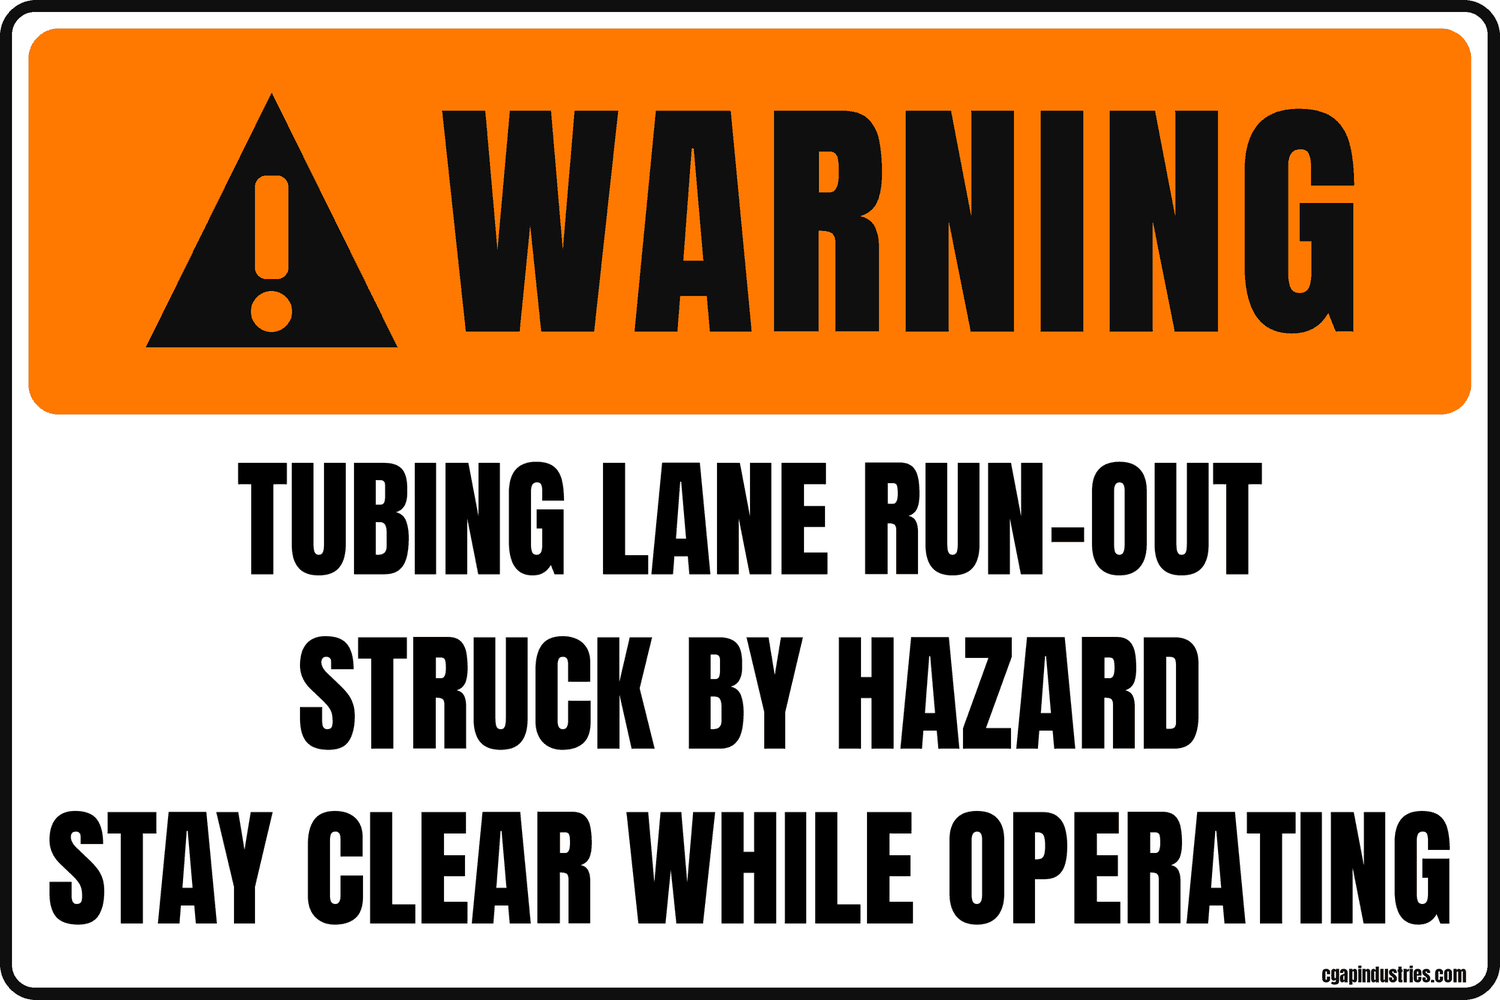 WARNING
TUBING LANE RUN-OUT
STRUCK BY HAZARD
STAY CLEAR WHILE OPERATING
cgapindustries.com